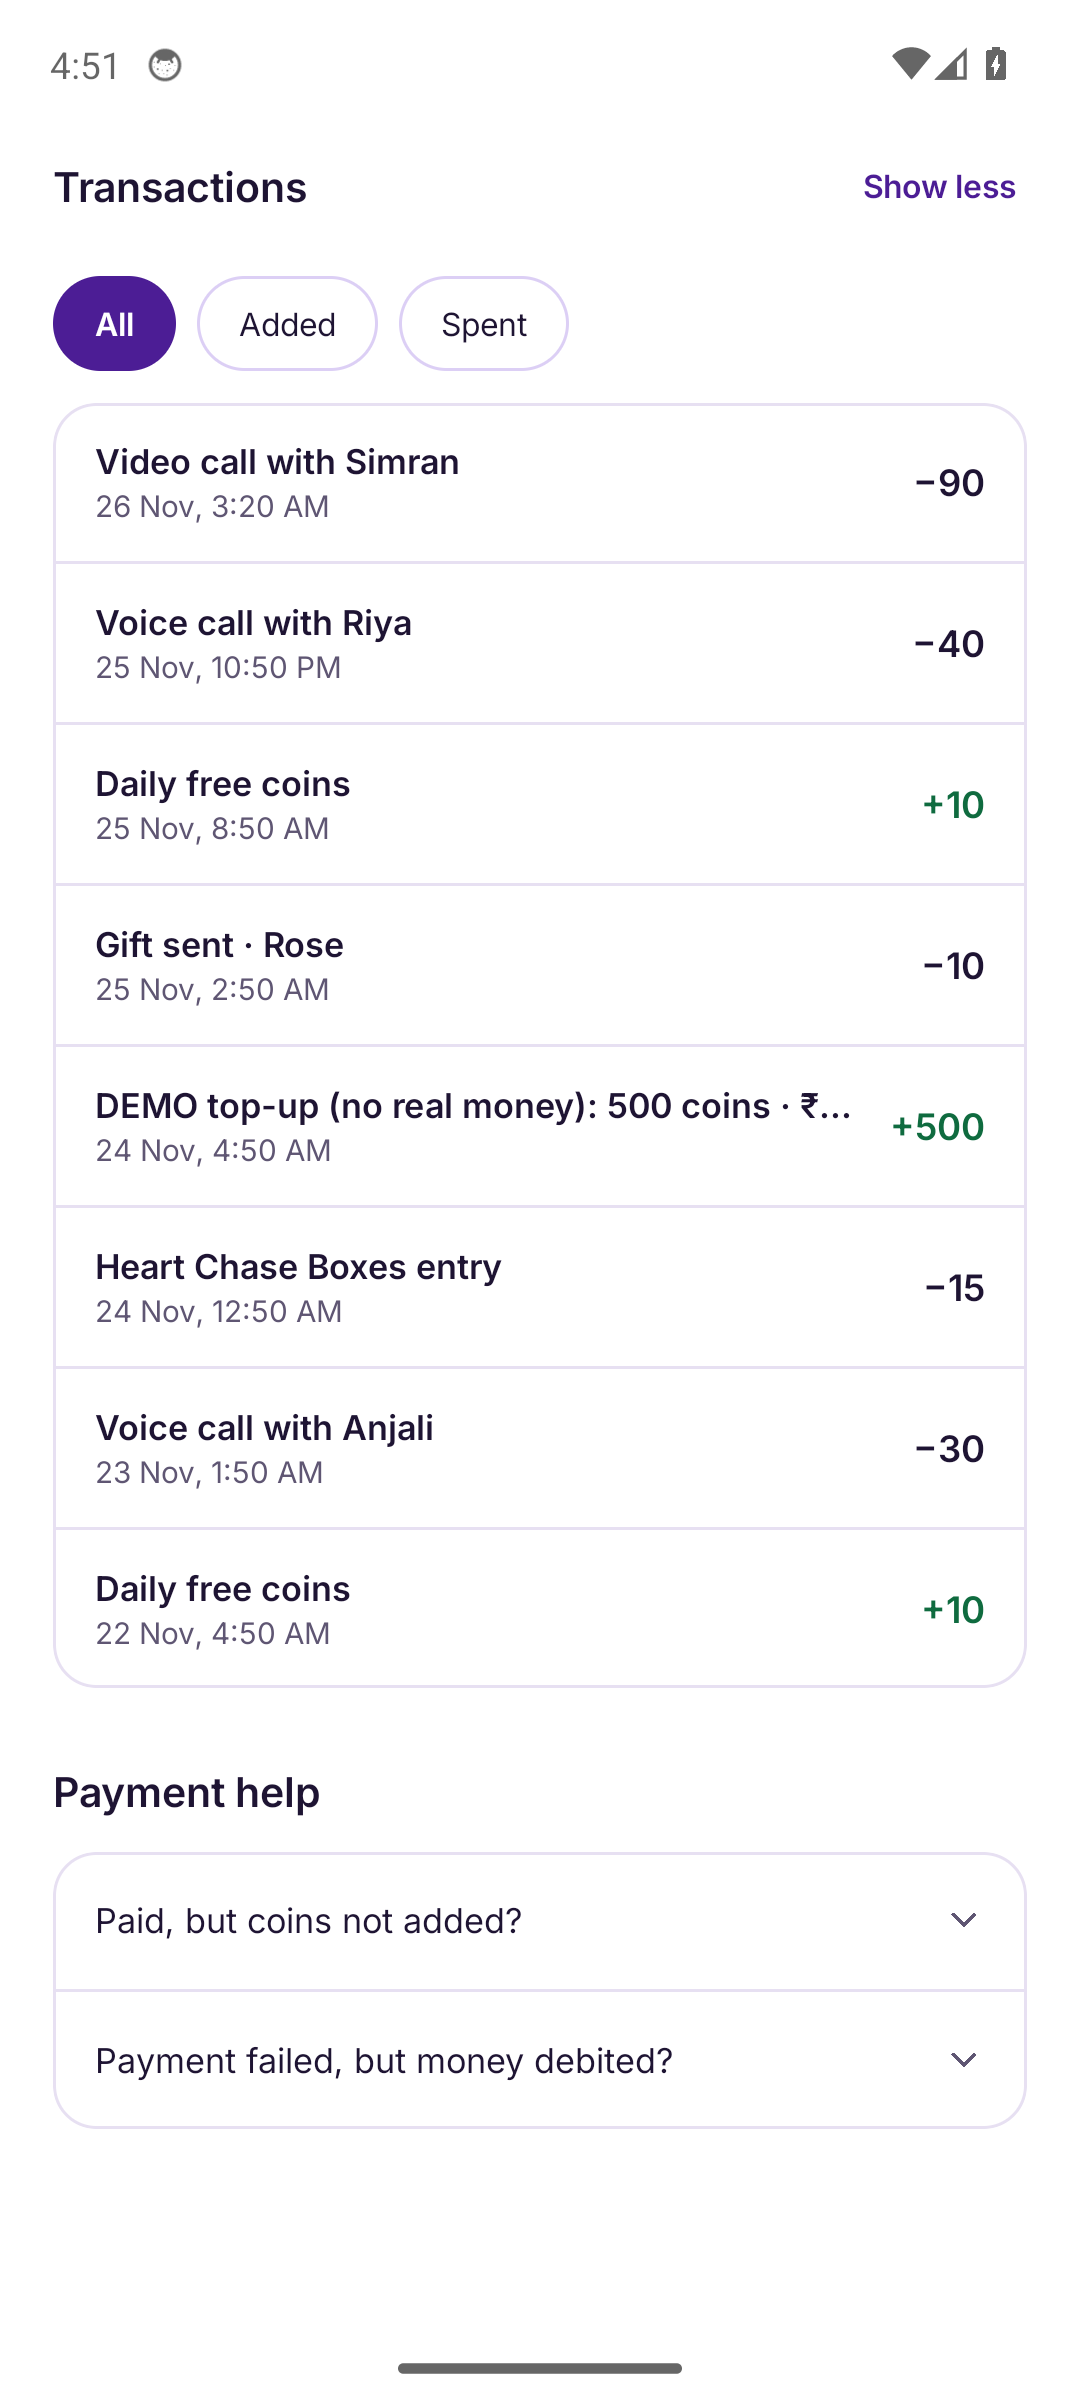 4:51
Transactions
Show less
All
Added
Spent
Video call with Simran
26 Nov, 3:20 AM
−90
Voice call with Riya
25 Nov, 10:50 PM
−40
Daily free coins
25 Nov, 8:50 AM
+10
Gift sent · Rose
25 Nov, 2:50 AM
−10
DEMO top-up (no real money): 500 coins · ₹...
24 Nov, 4:50 AM
+500
Heart Chase Boxes entry
24 Nov, 12:50 AM
−15
Voice call with Anjali
23 Nov, 1:50 AM
−30
Daily free coins
22 Nov, 4:50 AM
+10
Payment help
Paid, but coins not added?
Payment failed, but money debited?